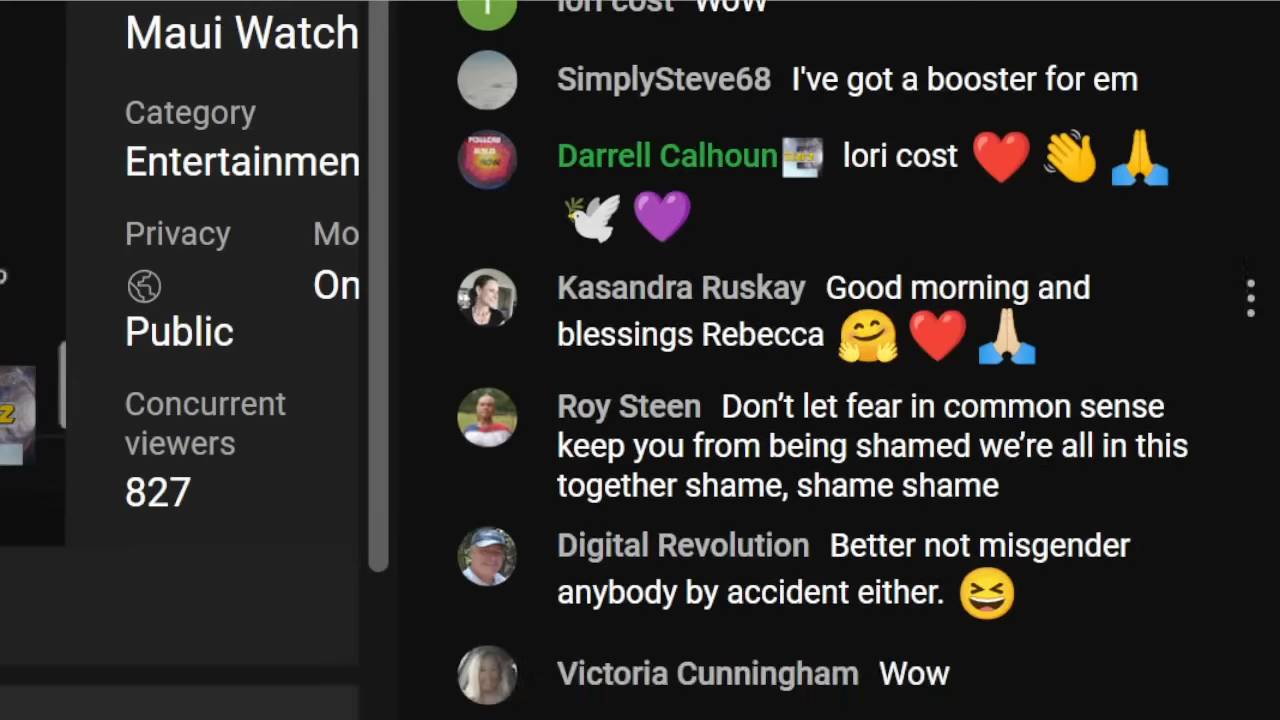 Maui Watch
Category
Entertainmen
Privacy
Mo
On
Public
Concurrent
viewers
827
lori cost Wow
SimplySteve68 I've got a booster for em
Darrell Calhoun lori cost ❤️ 👋 🙏
🕊️ 💜
Kasandra Ruskay Good morning and
blessings Rebecca 🤗 ❤️ 🙏🏻
Roy Steen Don’t let fear in common sense
keep you from being shamed we’re all in this
together shame, shame shame
Digital Revolution Better not misgender
anybody by accident either. 😆
Victoria Cunningham Wow